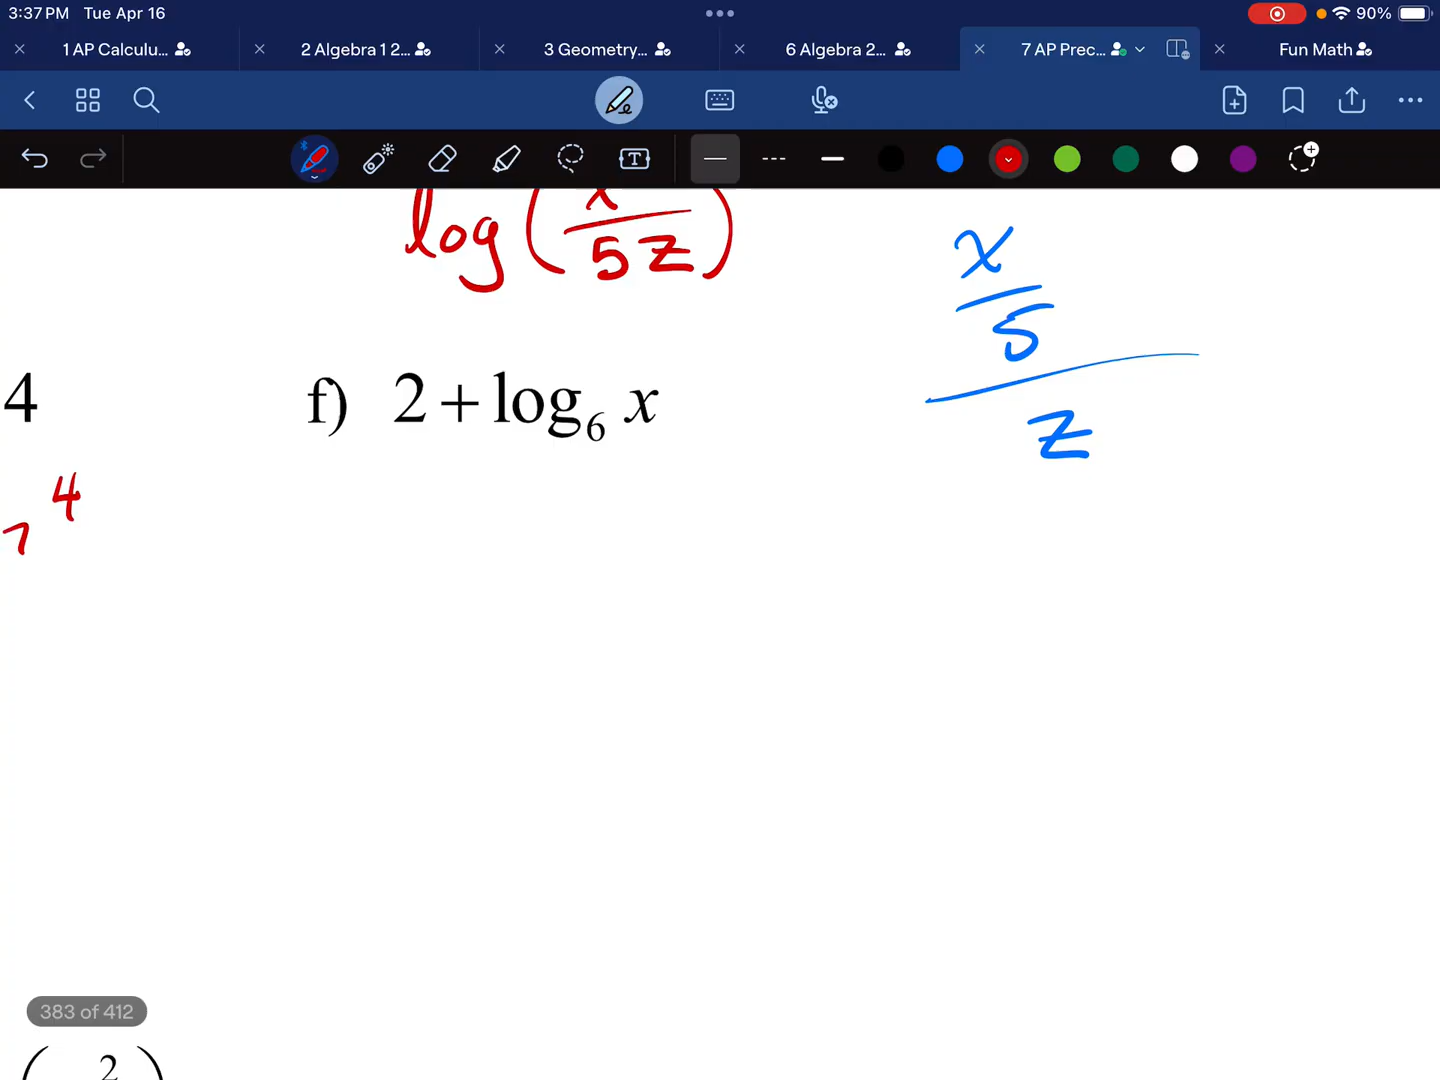 3:37 PM Tue Apr 16 90%
1 AP Calculu... 2 Algebra 1 2... 3 Geometry... 6 Algebra 2... 7 AP Prec... Fun Math
T
log(x/5z)
x
5
z
4 f) 2 + log₆ x
4
383 of 412
( 2 )